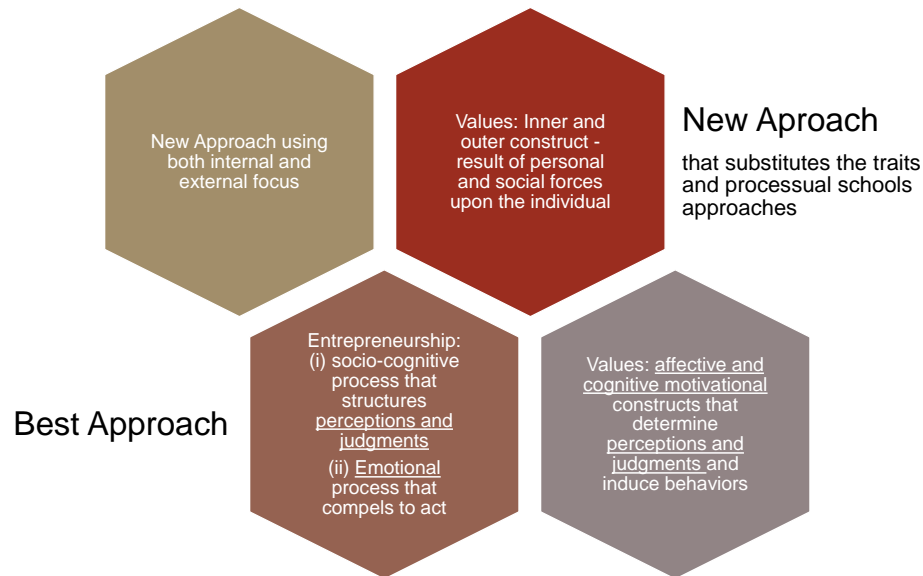 New Approach using
both internal and
external focus
Values: Inner and
outer construct -
result of personal
and social forces
upon the individual
New Aproach
that substitutes the traits
and processual schools
approaches
Best Approach
Entrepreneurship:
(i) socio-cognitive
process that
structures
perceptions and
judgments
(ii) Emotional
process that
compels to act
Values: affective and
cognitive motivational
constructs that
determine
perceptions and
judgments and
induce behaviors